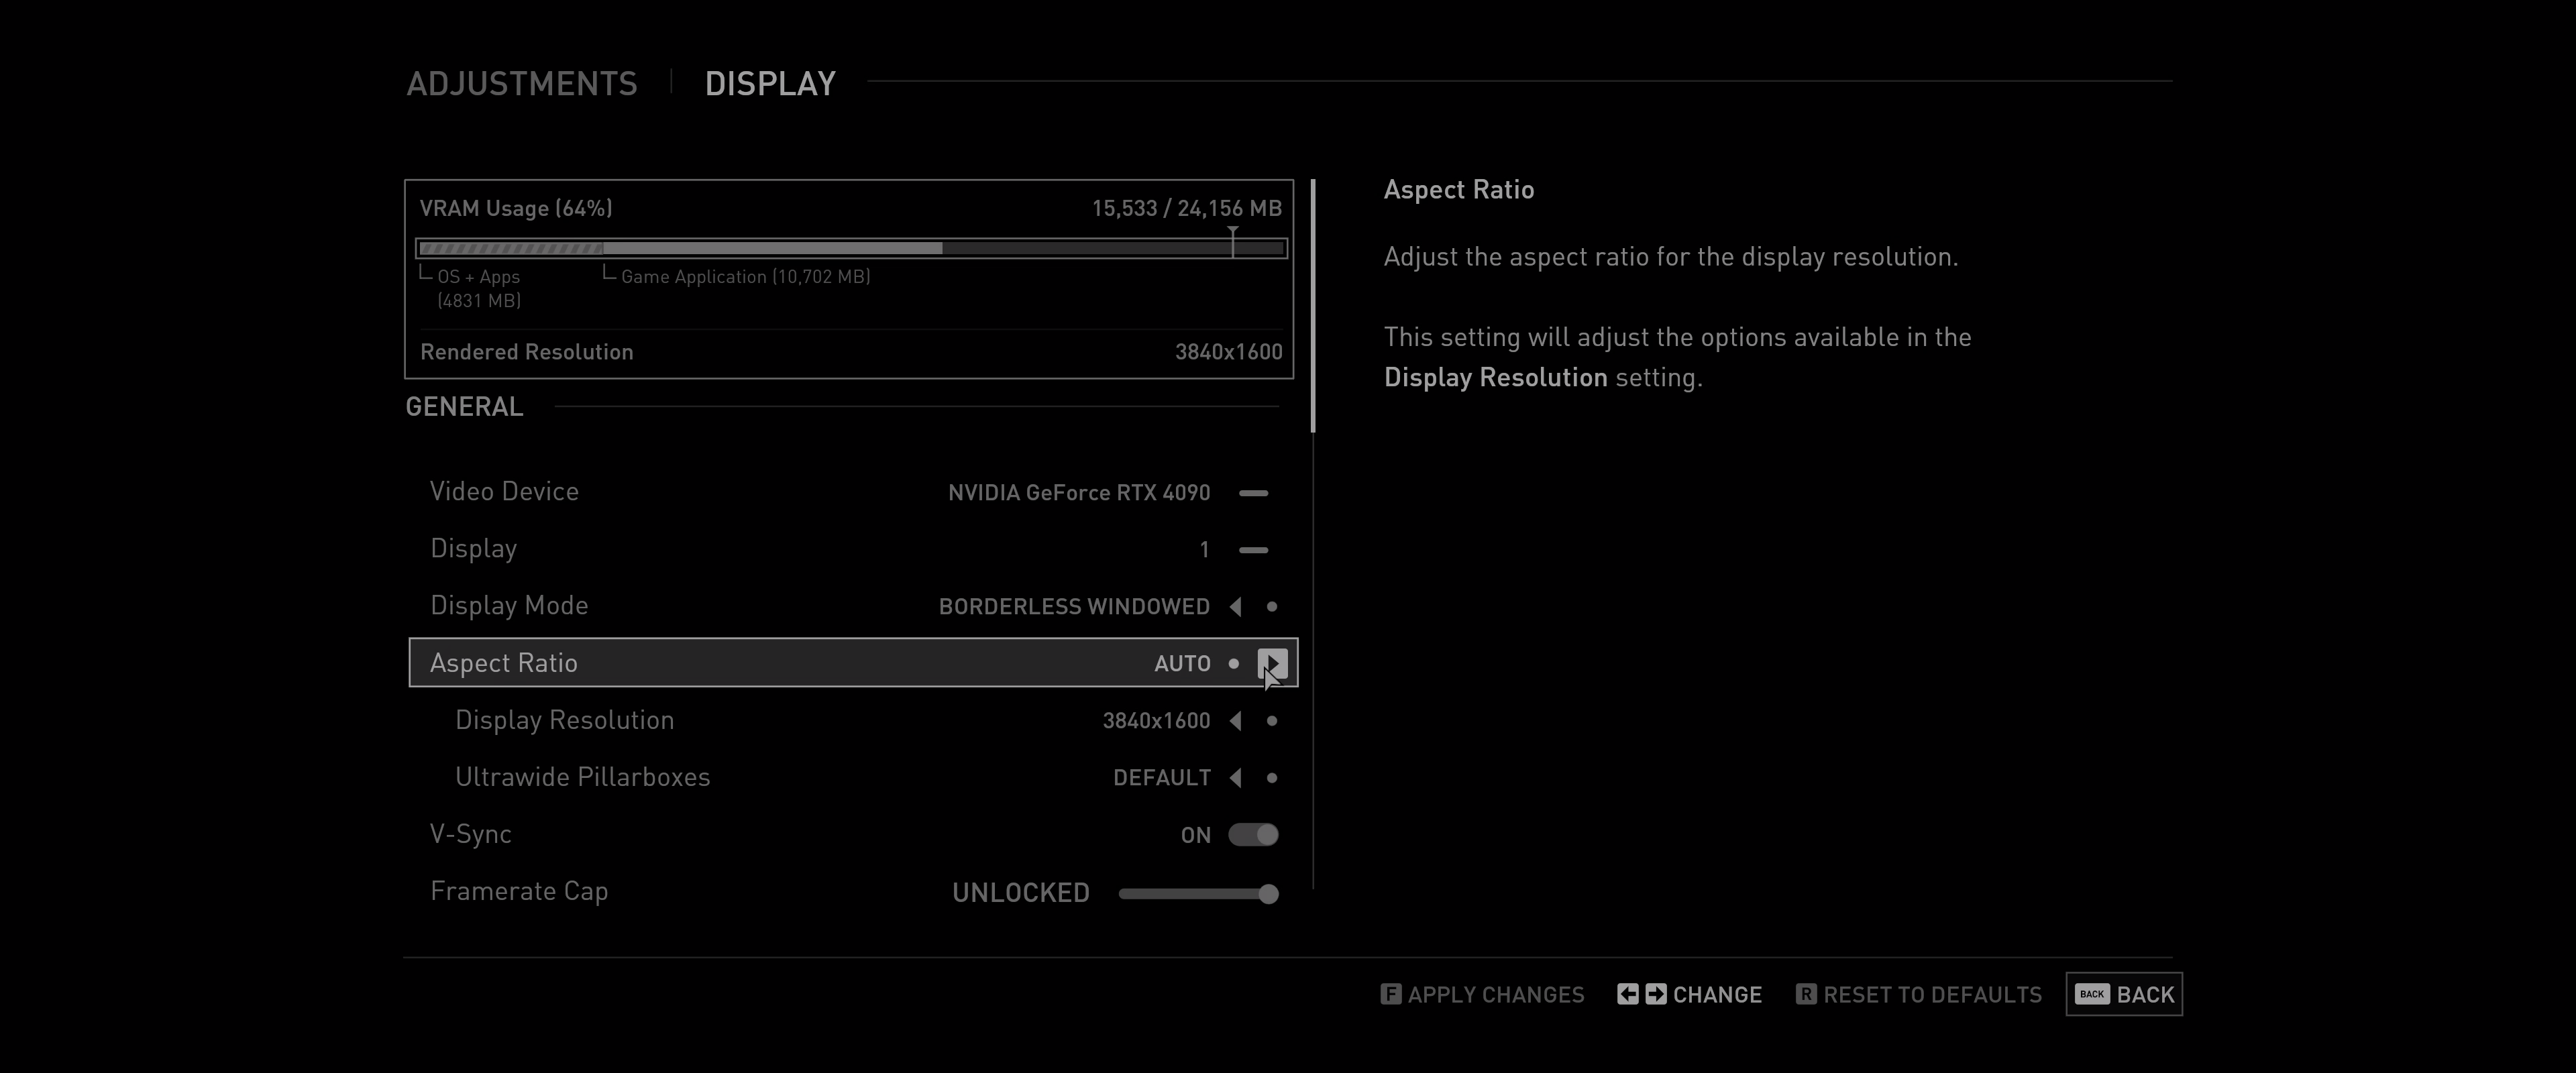 ADJUSTMENTS DISPLAY
VRAM Usage (64%) 15,533 / 24,156 MB
OS + Apps Game Application (10,702 MB)
(4831 MB)
Rendered Resolution 3840x1600
GENERAL
Video Device NVIDIA GeForce RTX 4090
Display 1
Display Mode BORDERLESS WINDOWED
Aspect Ratio AUTO
Display Resolution 3840x1600
Ultrawide Pillarboxes DEFAULT
V-Sync ON
Framerate Cap UNLOCKED
Aspect Ratio
Adjust the aspect ratio for the display resolution.
This setting will adjust the options available in the
Display Resolution setting.
F APPLY CHANGES CHANGE R RESET TO DEFAULTS BACK BACK